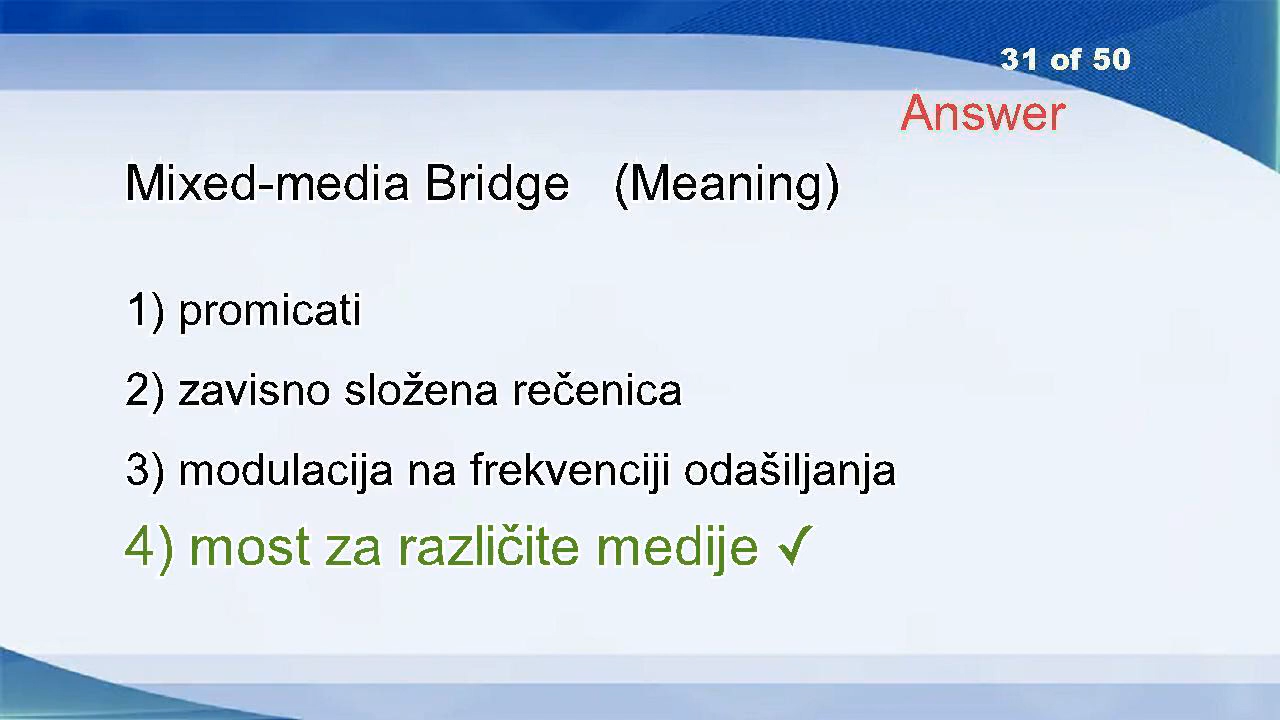 31 of 50
Answer
Mixed-media Bridge (Meaning)
1) promicati
2) zavisno složena rečenica
3) modulacija na frekvenciji odašiljanja
4) most za različite medije ✓